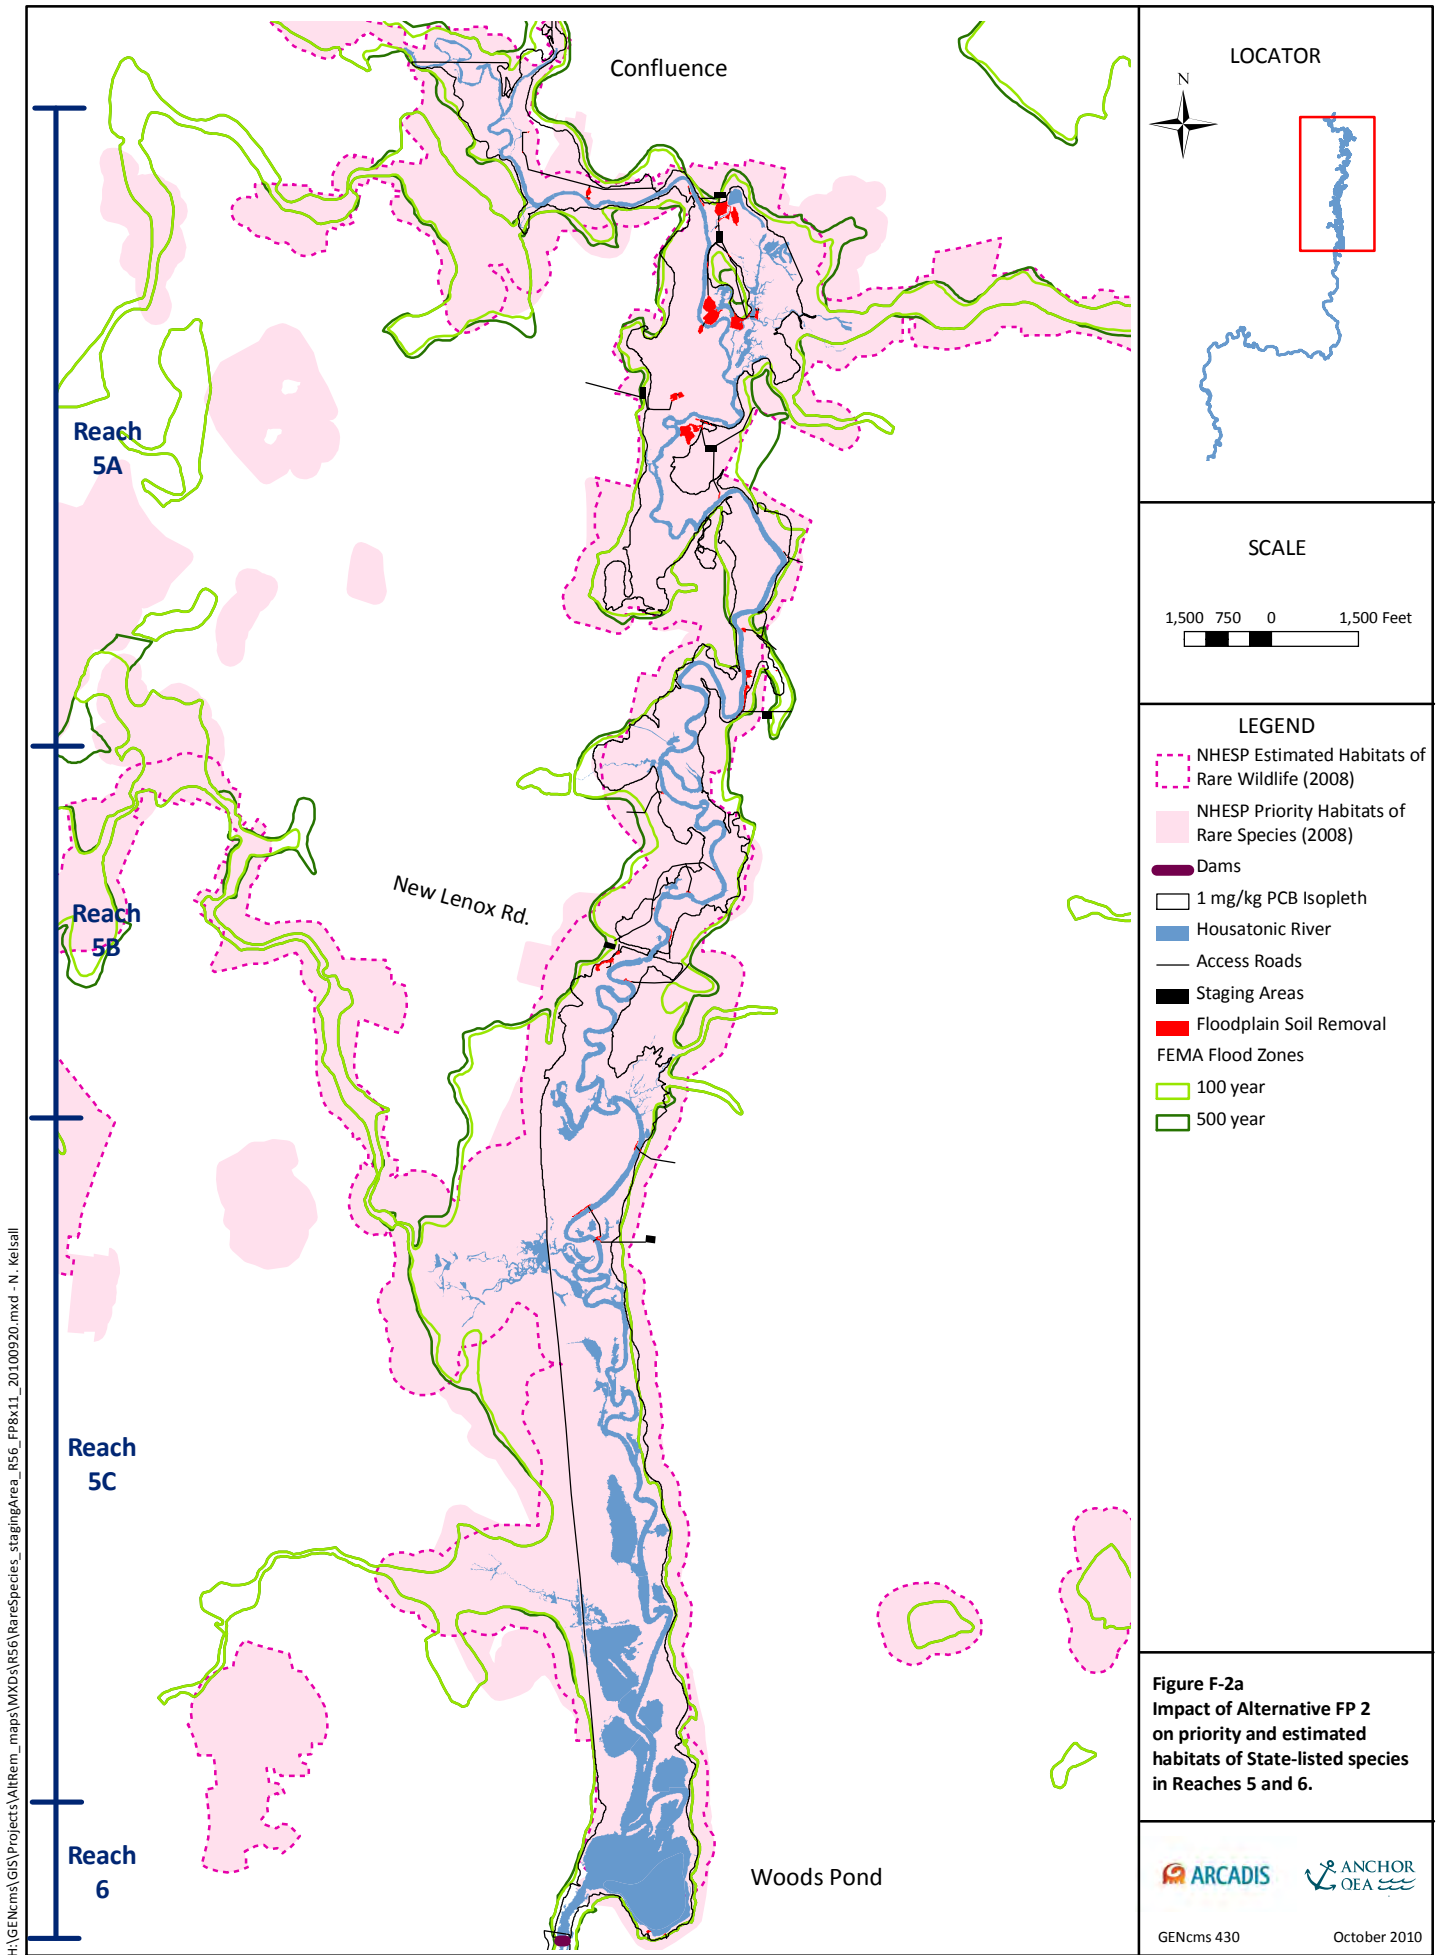 Confluence
Reach
5A
New Lenox Rd.
Reach
5B
Reach
5C
Reach
6
Woods Pond
H:\GENcms\GIS\Projects\AltRem_maps\MXDs\R56\RareSpecies_stagingArea_R56_FP8x11_20100920.mxd - N. Kelsall
LOCATOR
N
SCALE
1,500 750 0 1,500 Feet
LEGEND
NHESP Estimated Habitats of
Rare Wildlife (2008)
NHESP Priority Habitats of
Rare Species (2008)
Dams
1 mg/kg PCB Isopleth
Housatonic River
Access Roads
Staging Areas
Floodplain Soil Removal
FEMA Flood Zones
100 year
500 year
Figure F-2a
Impact of Alternative FP 2
on priority and estimated
habitats of State-listed species
in Reaches 5 and 6.
ARCADIS
ANCHOR
QEA
GENcms 430
October 2010